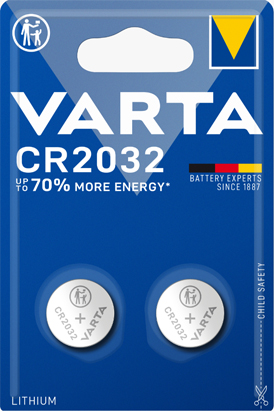 VARTA
CR2032
UP TO 70% MORE ENERGY*
BATTERY EXPERTS
SINCE 1887
CHILD SAFETY
CR2032
VARTA
+
CR2032
VARTA
+
LITHIUM